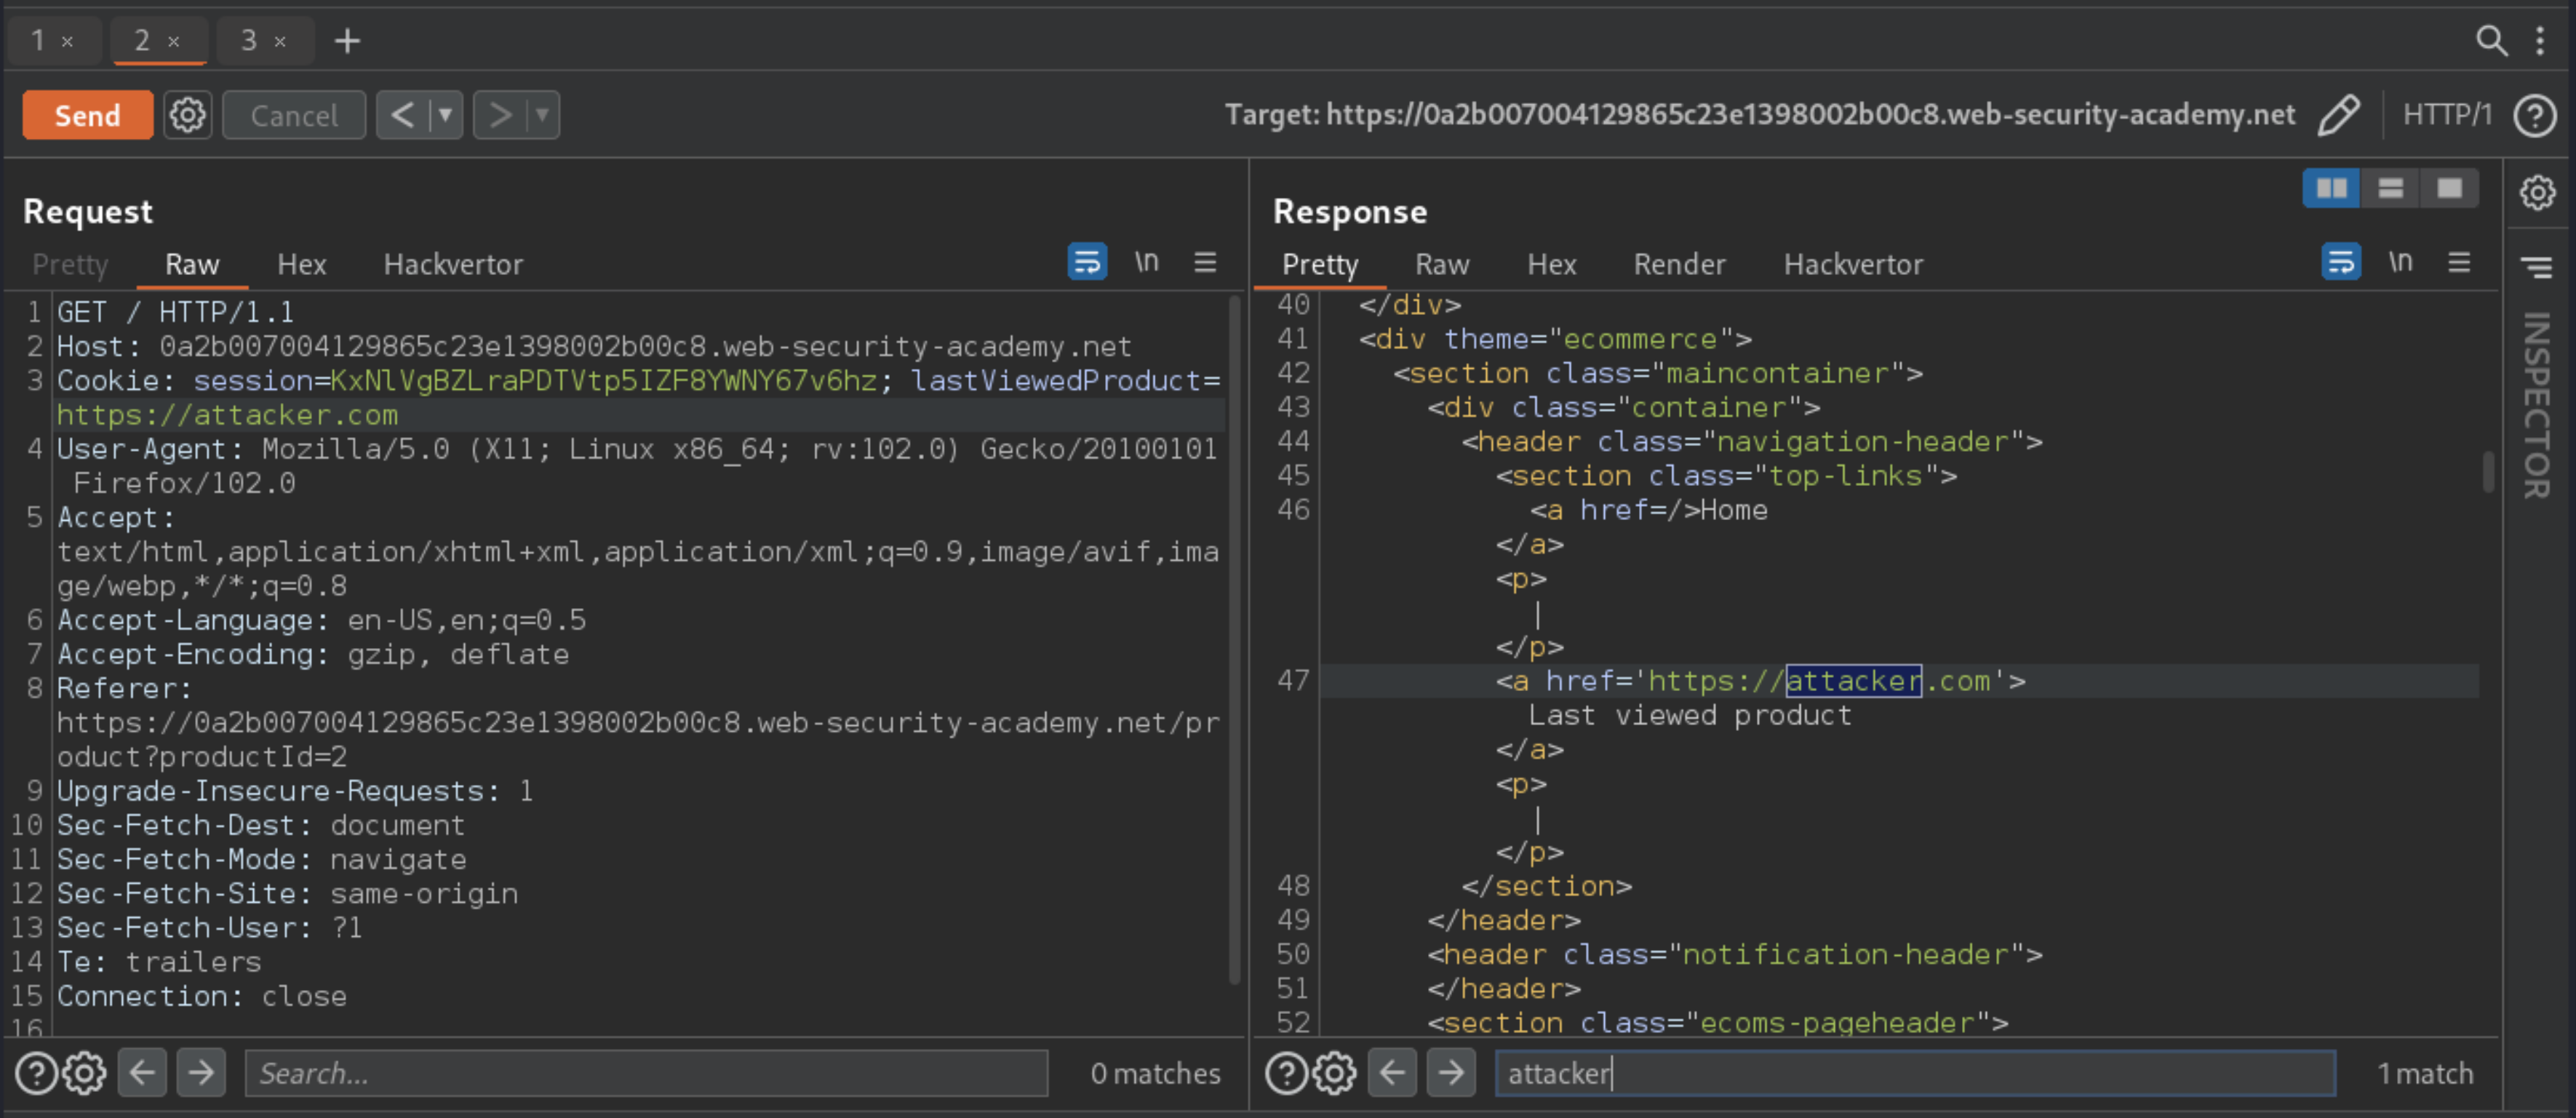 1 × 2 × 3 × +
Send Cancel < > Target: https://0a2b007004129865c23e1398002b00c8.web-security-academy.net HTTP/1 ?
Request
Pretty Raw Hex Hackvertor \n
1 GET / HTTP/1.1
2 Host: 0a2b007004129865c23e1398002b00c8.web-security-academy.net
3 Cookie: session=KxNlVgBZLraPDTVtp5IZF8YWNY67v6hz; lastViewedProduct=
https://attacker.com
4 User-Agent: Mozilla/5.0 (X11; Linux x86_64; rv:102.0) Gecko/20100101
Firefox/102.0
5 Accept:
text/html,application/xhtml+xml,application/xml;q=0.9,image/avif,ima
ge/webp,*/*;q=0.8
6 Accept-Language: en-US,en;q=0.5
7 Accept-Encoding: gzip, deflate
8 Referer:
https://0a2b007004129865c23e1398002b00c8.web-security-academy.net/pr
oduct?productId=2
9 Upgrade-Insecure-Requests: 1
10 Sec-Fetch-Dest: document
11 Sec-Fetch-Mode: navigate
12 Sec-Fetch-Site: same-origin
13 Sec-Fetch-User: ?1
14 Te: trailers
15 Connection: close
16
? Search... 0 matches
Response
Pretty Raw Hex Render Hackvertor \n
40 </div>
41 <div theme="ecommerce">
42 <section class="maincontainer">
43 <div class="container">
44 <header class="navigation-header">
45 <section class="top-links">
46 <a href=/>Home
</a>
<p>
|
</p>
47 <a href='https://attacker.com'>
Last viewed product
</a>
<p>
|
</p>
48 </section>
49 </header>
50 <header class="notification-header">
51 </header>
52 <section class="ecoms-pageheader">
? attacker 1 match
INSPECTOR